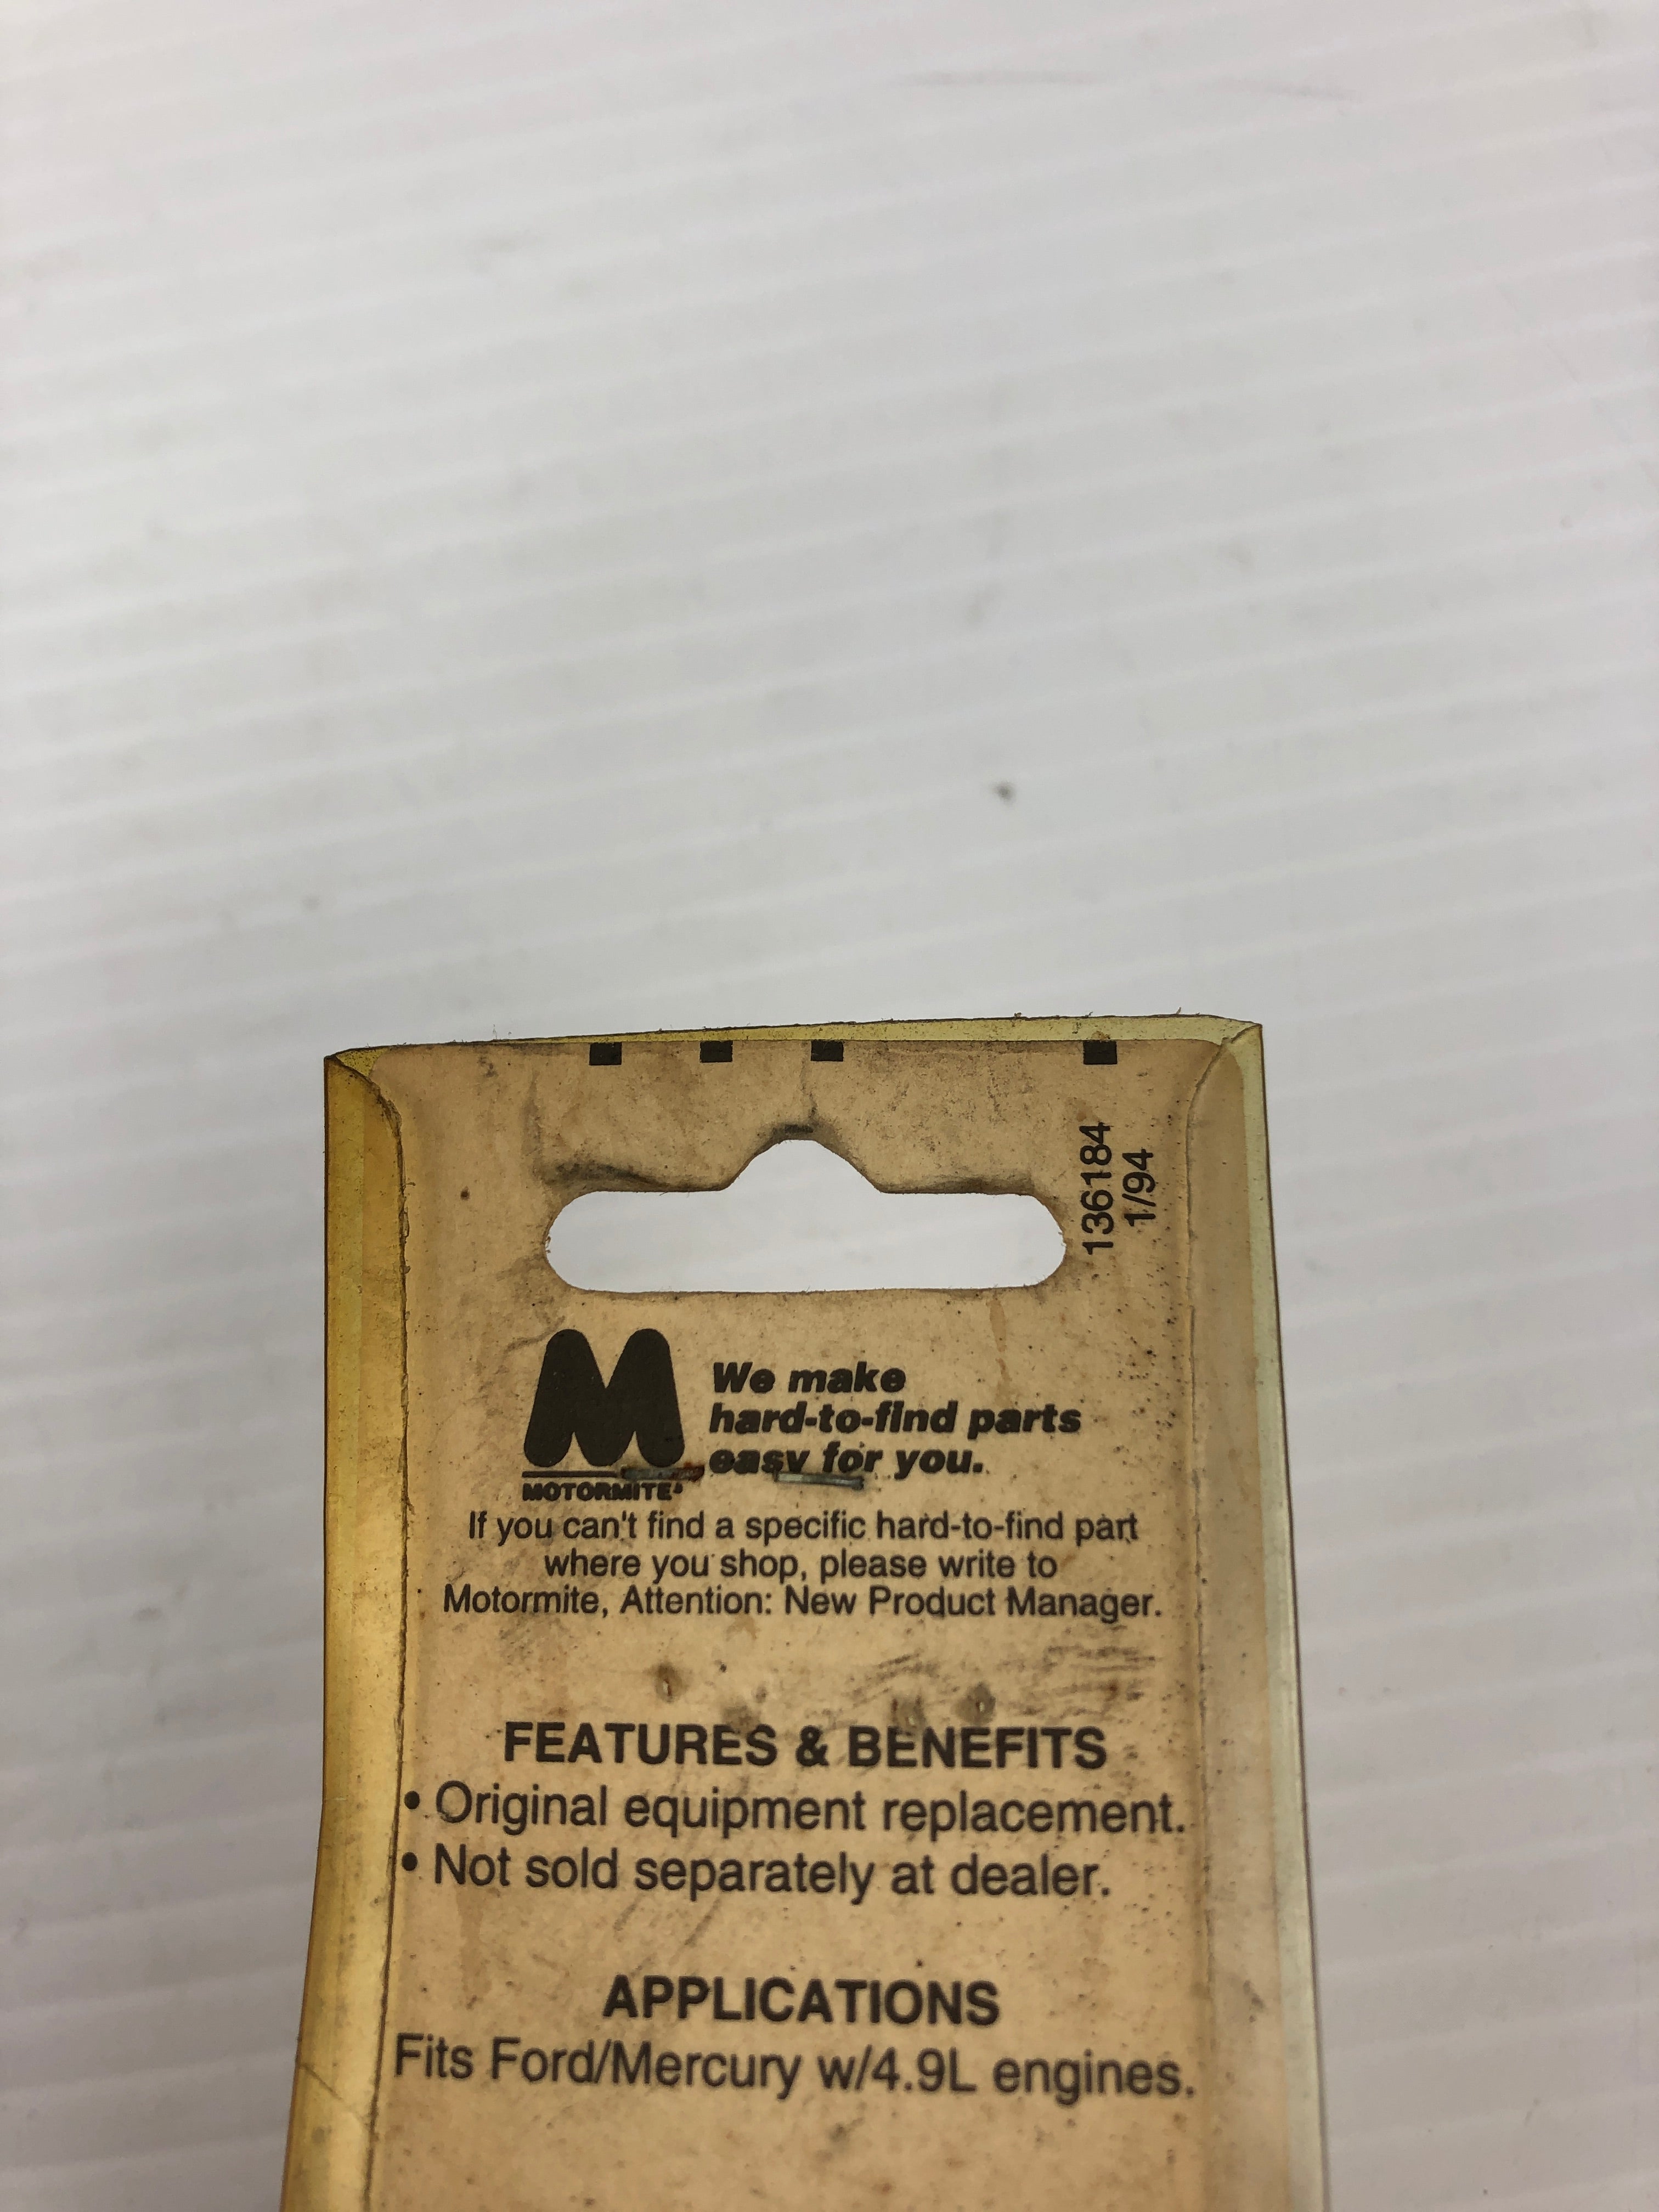 136184
1/94
We make
hard-to-find parts
easy for you.
MOTORMITE®
If you can't find a specific hard-to-find part
where you shop, please write to
Motormite, Attention: New Product Manager.
FEATURES & BENEFITS
• Original equipment replacement.
• Not sold separately at dealer.
APPLICATIONS
Fits Ford/Mercury w/4.9L engines.